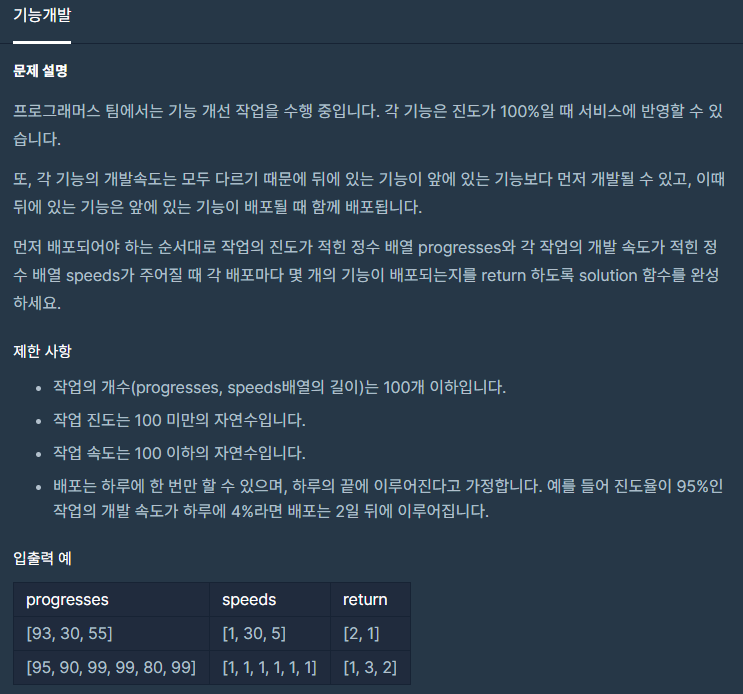 기능개발
문제 설명
프로그래머스 팀에서는 기능 개선 작업을 수행 중입니다. 각 기능은 진도가 100%일 때 서비스에 반영할 수 있
습니다.
또, 각 기능의 개발속도는 모두 다르기 때문에 뒤에 있는 기능이 앞에 있는 기능보다 먼저 개발될 수 있고, 이때
뒤에 있는 기능은 앞에 있는 기능이 배포될 때 함께 배포됩니다.
먼저 배포되어야 하는 순서대로 작업의 진도가 적힌 정수 배열 progresses와 각 작업의 개발 속도가 적힌 정
수 배열 speeds가 주어질 때 각 배포마다 몇 개의 기능이 배포되는지를 return 하도록 solution 함수를 완성
하세요.
제한 사항
• 작업의 개수(progresses, speeds배열의 길이)는 100개 이하입니다.
• 작업 진도는 100 미만의 자연수입니다.
• 작업 속도는 100 이하의 자연수입니다.
• 배포는 하루에 한 번만 할 수 있으며, 하루의 끝에 이루어진다고 가정합니다. 예를 들어 진도율이 95%인
작업의 개발 속도가 하루에 4%라면 배포는 2일 뒤에 이루어집니다.
입출력 예
progresses speeds return
[93, 30, 55] [1, 30, 5] [2, 1]
[95, 90, 99, 99, 80, 99] [1, 1, 1, 1, 1, 1] [1, 3, 2]